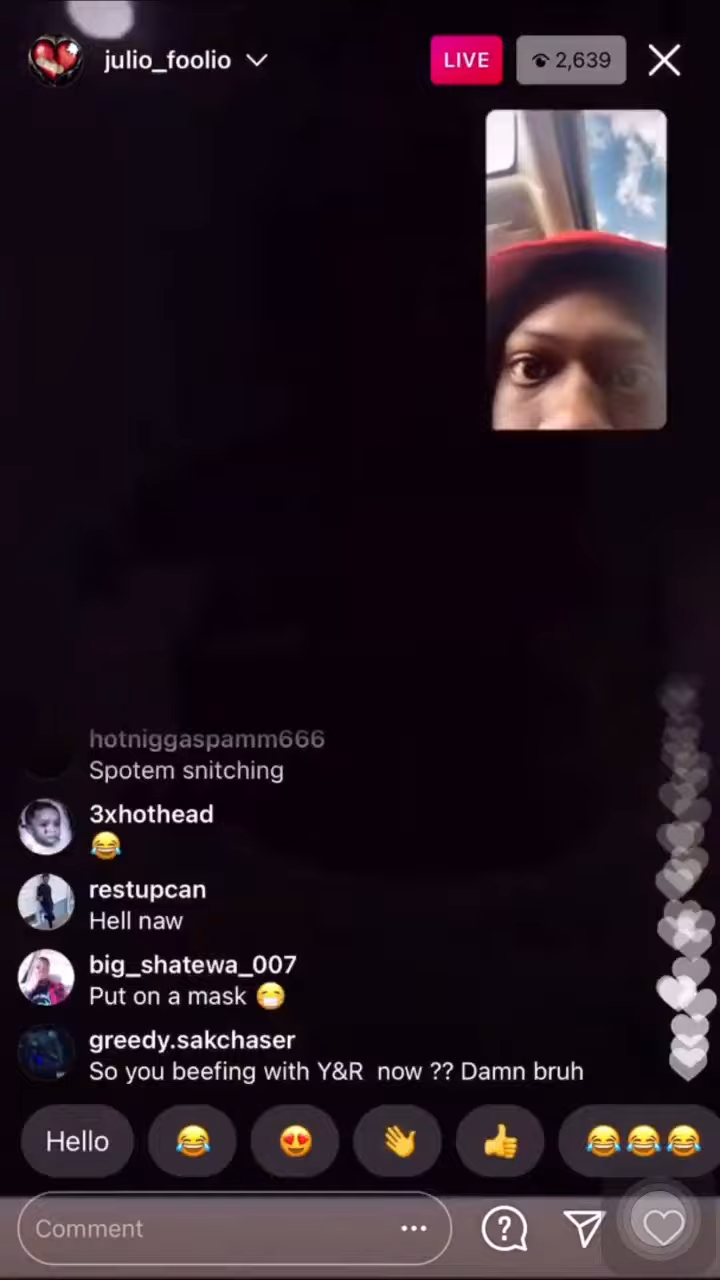 julio_foolio
LIVE
2,639
hotniggaspamm666
Spotem snitching
3xhothead
😂
restupcan
Hell naw
big_shatewa_007
Put on a mask 😷
greedy.sakchaser
So you beefing with Y&R now ?? Damn bruh
Hello 😂 😍 👋 👍 😂😂😂
Comment